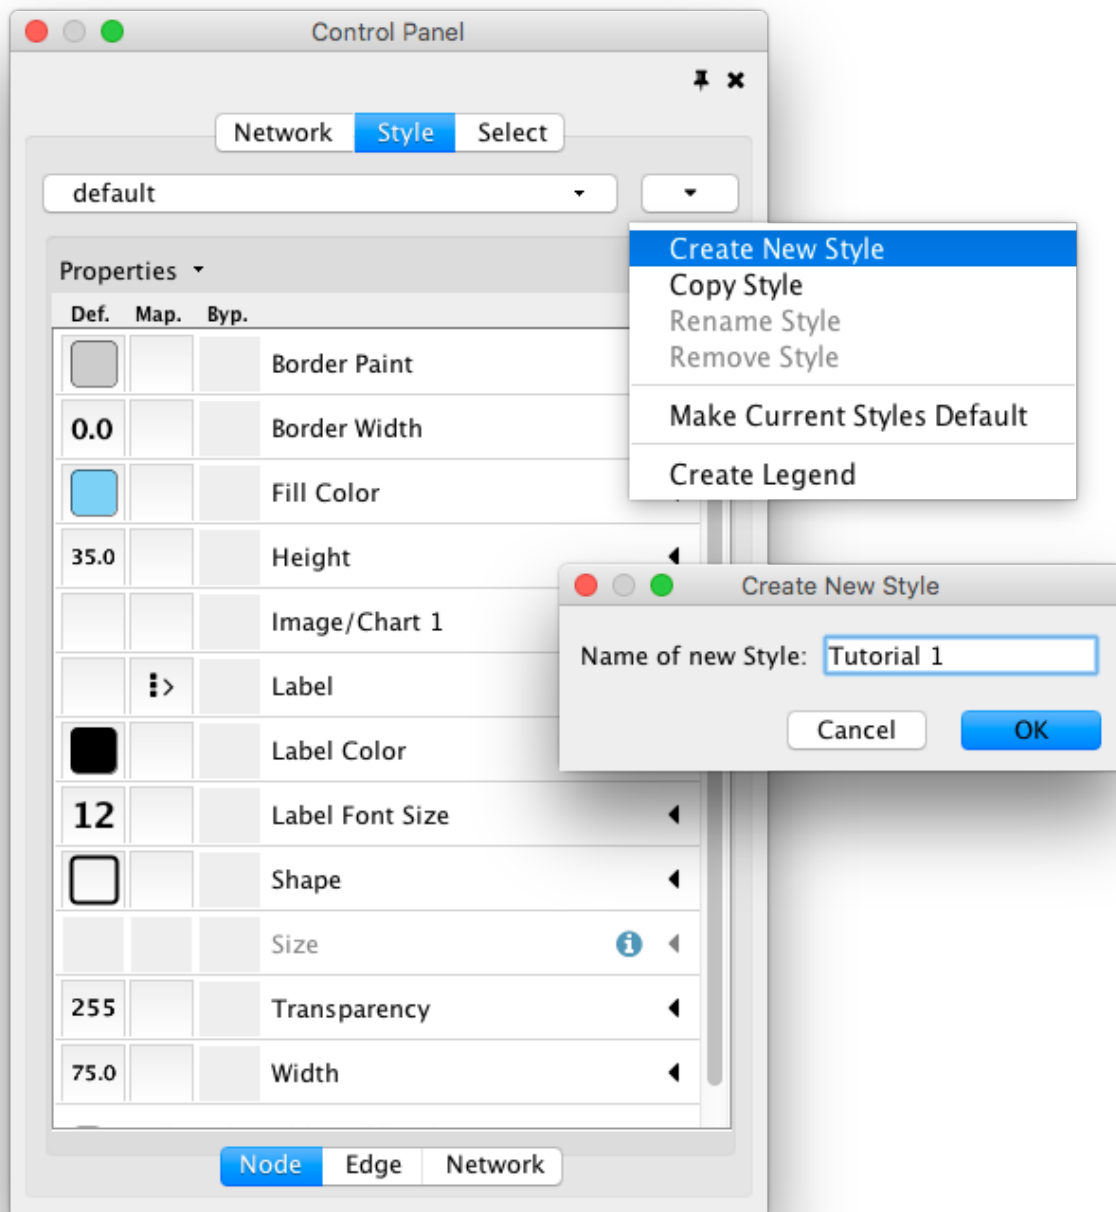 Control Panel
Network Style Select
default
Create New Style
Copy Style
Rename Style
Remove Style
Make Current Styles Default
Create Legend
Properties
Def. Map. Byp.
Border Paint
0.0 Border Width
Fill Color
35.0 Height
Image/Chart 1
Label
Label Color
12 Label Font Size
Shape
Size
255 Transparency
75.0 Width
Node Edge Network
Create New Style
Name of new Style: Tutorial 1
Cancel OK